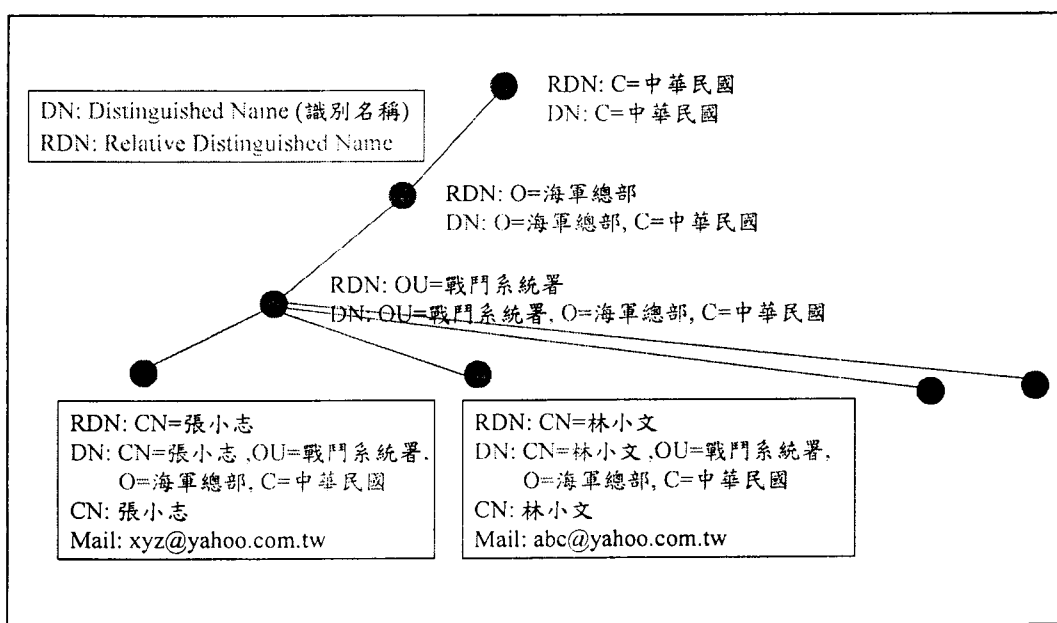 DN: Distinguished Name (識別名稱)
RDN: Relative Distinguished Name
RDN: C=中華民國
DN: C=中華民國
RDN: O=海軍總部
DN: O=海軍總部, C=中華民國
RDN: OU=戰鬥系統署
DN: OU=戰鬥系統署, O=海軍總部, C=中華民國
RDN: CN=張小志
DN: CN=張小志 ,OU=戰鬥系統署,
O=海軍總部, C=中華民國
CN: 張小志
Mail: xyz@yahoo.com.tw
RDN: CN=林小文
DN: CN=林小文 ,OU=戰鬥系統署,
O=海軍總部, C=中華民國
CN: 林小文
Mail: abc@yahoo.com.tw